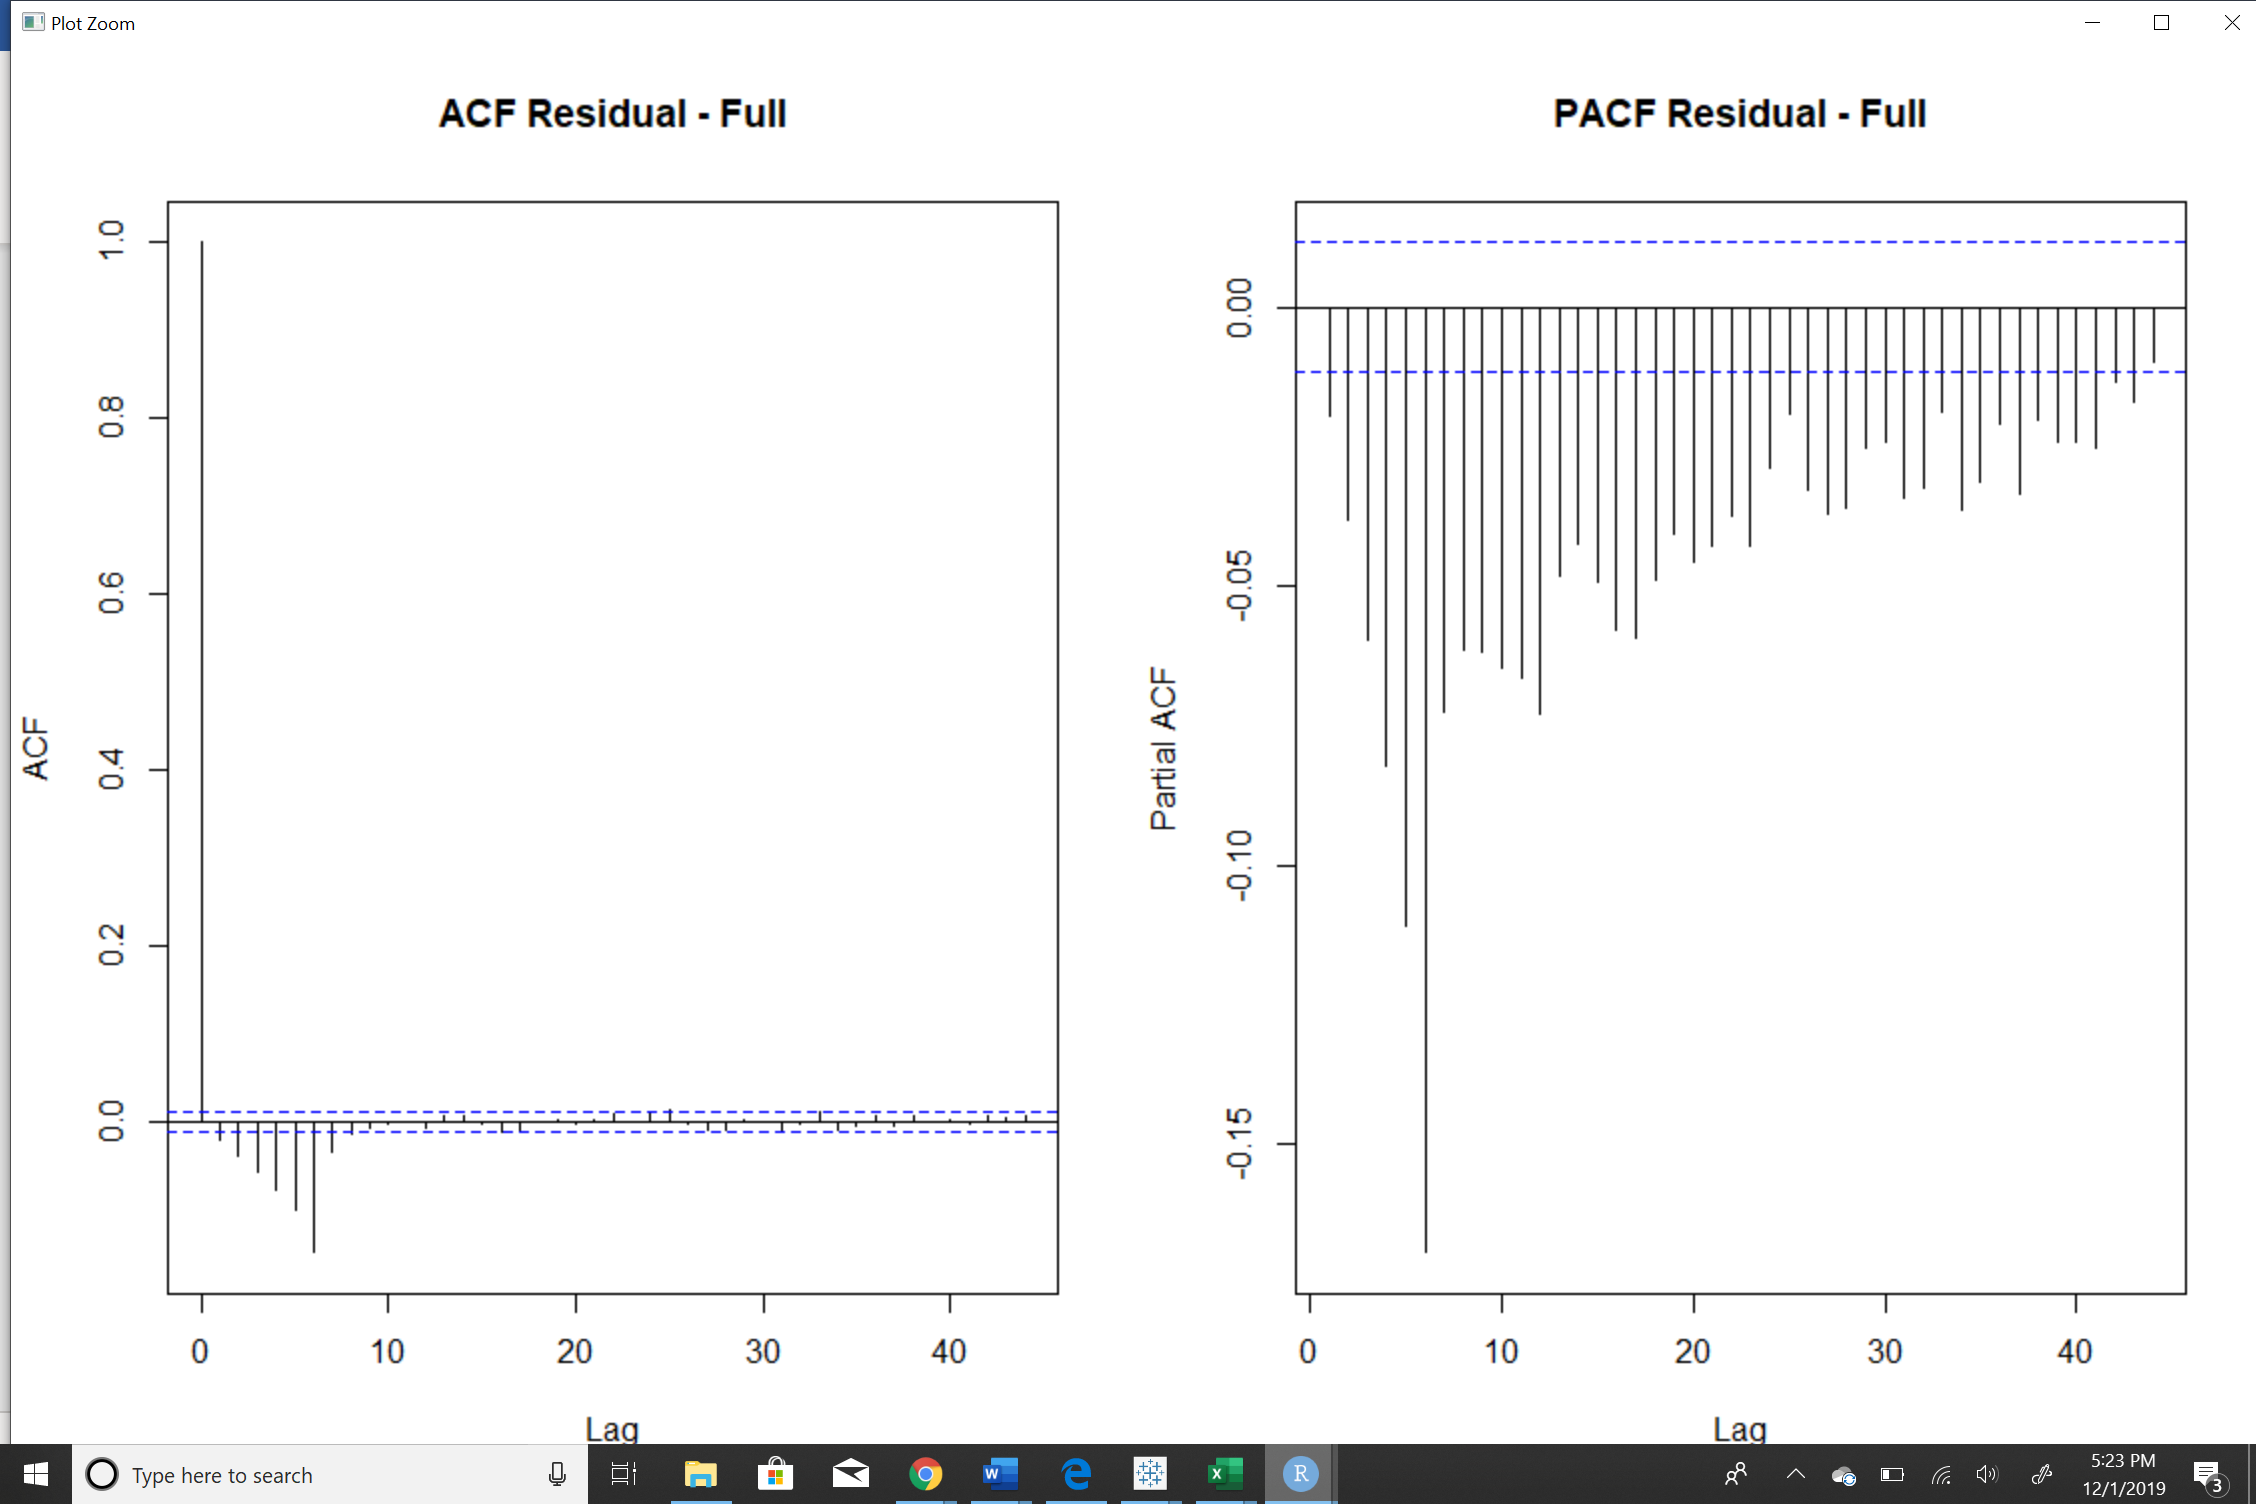 Plot Zoom
ACF Residual - Full
PACF Residual - Full
ACF
1.0
0.8
0.6
0.4
0.2
0.0
0 10 20 30 40
Lag
Partial ACF
0.00
-0.05
-0.10
-0.15
0 10 20 30 40
Lag
Type here to search
W
X
R
5:23 PM
12/1/2019
3